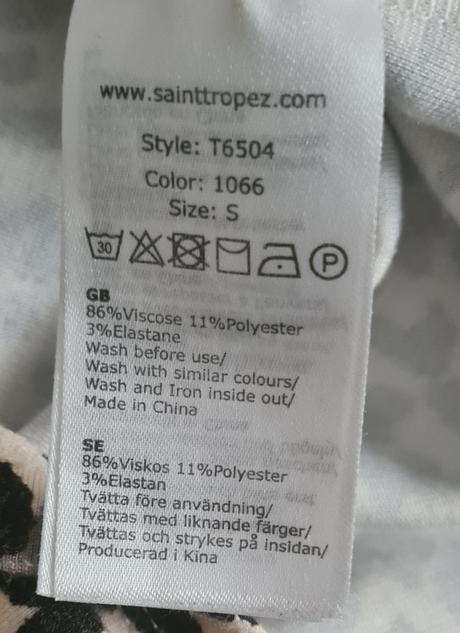 www.sainttropez.com
Style: T6504
Color: 1066
Size: S
30 P
GB
86%Viscose 11%Polyester
3%Elastane
Wash before use/
Wash with similar colours/
Wash and Iron inside out/
Made in China
SE
86%Viskos 11%Polyester
3%Elastan
Tvätta före användning/
Tvättas med liknande färger/
Tvättas och strykes på insidan/
Producerad i Kina